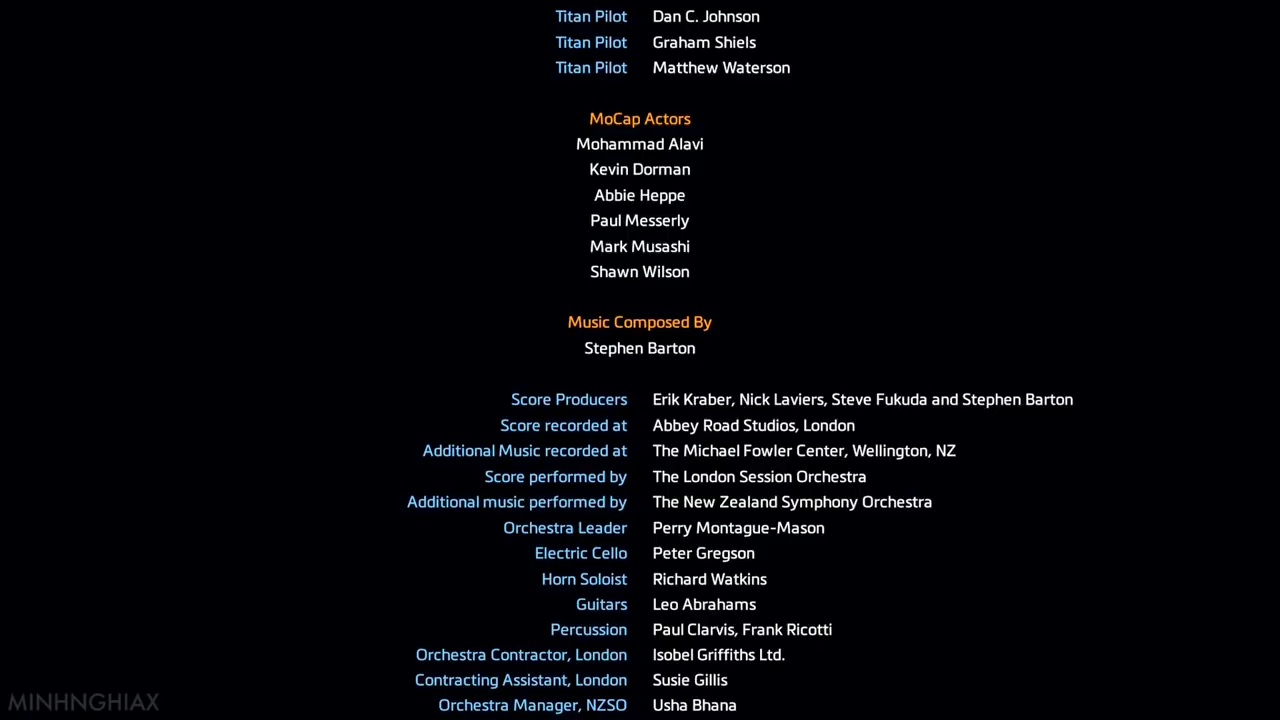 Titan Pilot Dan C. Johnson
Titan Pilot Graham Shiels
Titan Pilot Matthew Waterson
MoCap Actors
Mohammad Alavi
Kevin Dorman
Abbie Heppe
Paul Messerly
Mark Musashi
Shawn Wilson
Music Composed By
Stephen Barton
Score Producers Erik Kraber, Nick Laviers, Steve Fukuda and Stephen Barton
Score recorded at Abbey Road Studios, London
Additional Music recorded at The Michael Fowler Center, Wellington, NZ
Score performed by The London Session Orchestra
Additional music performed by The New Zealand Symphony Orchestra
Orchestra Leader Perry Montague-Mason
Electric Cello Peter Gregson
Horn Soloist Richard Watkins
Guitars Leo Abrahams
Percussion Paul Clarvis, Frank Ricotti
Orchestra Contractor, London Isobel Griffiths Ltd.
Contracting Assistant, London Susie Gillis
Orchestra Manager, NZSO Usha Bhana
MINHNGHIAX